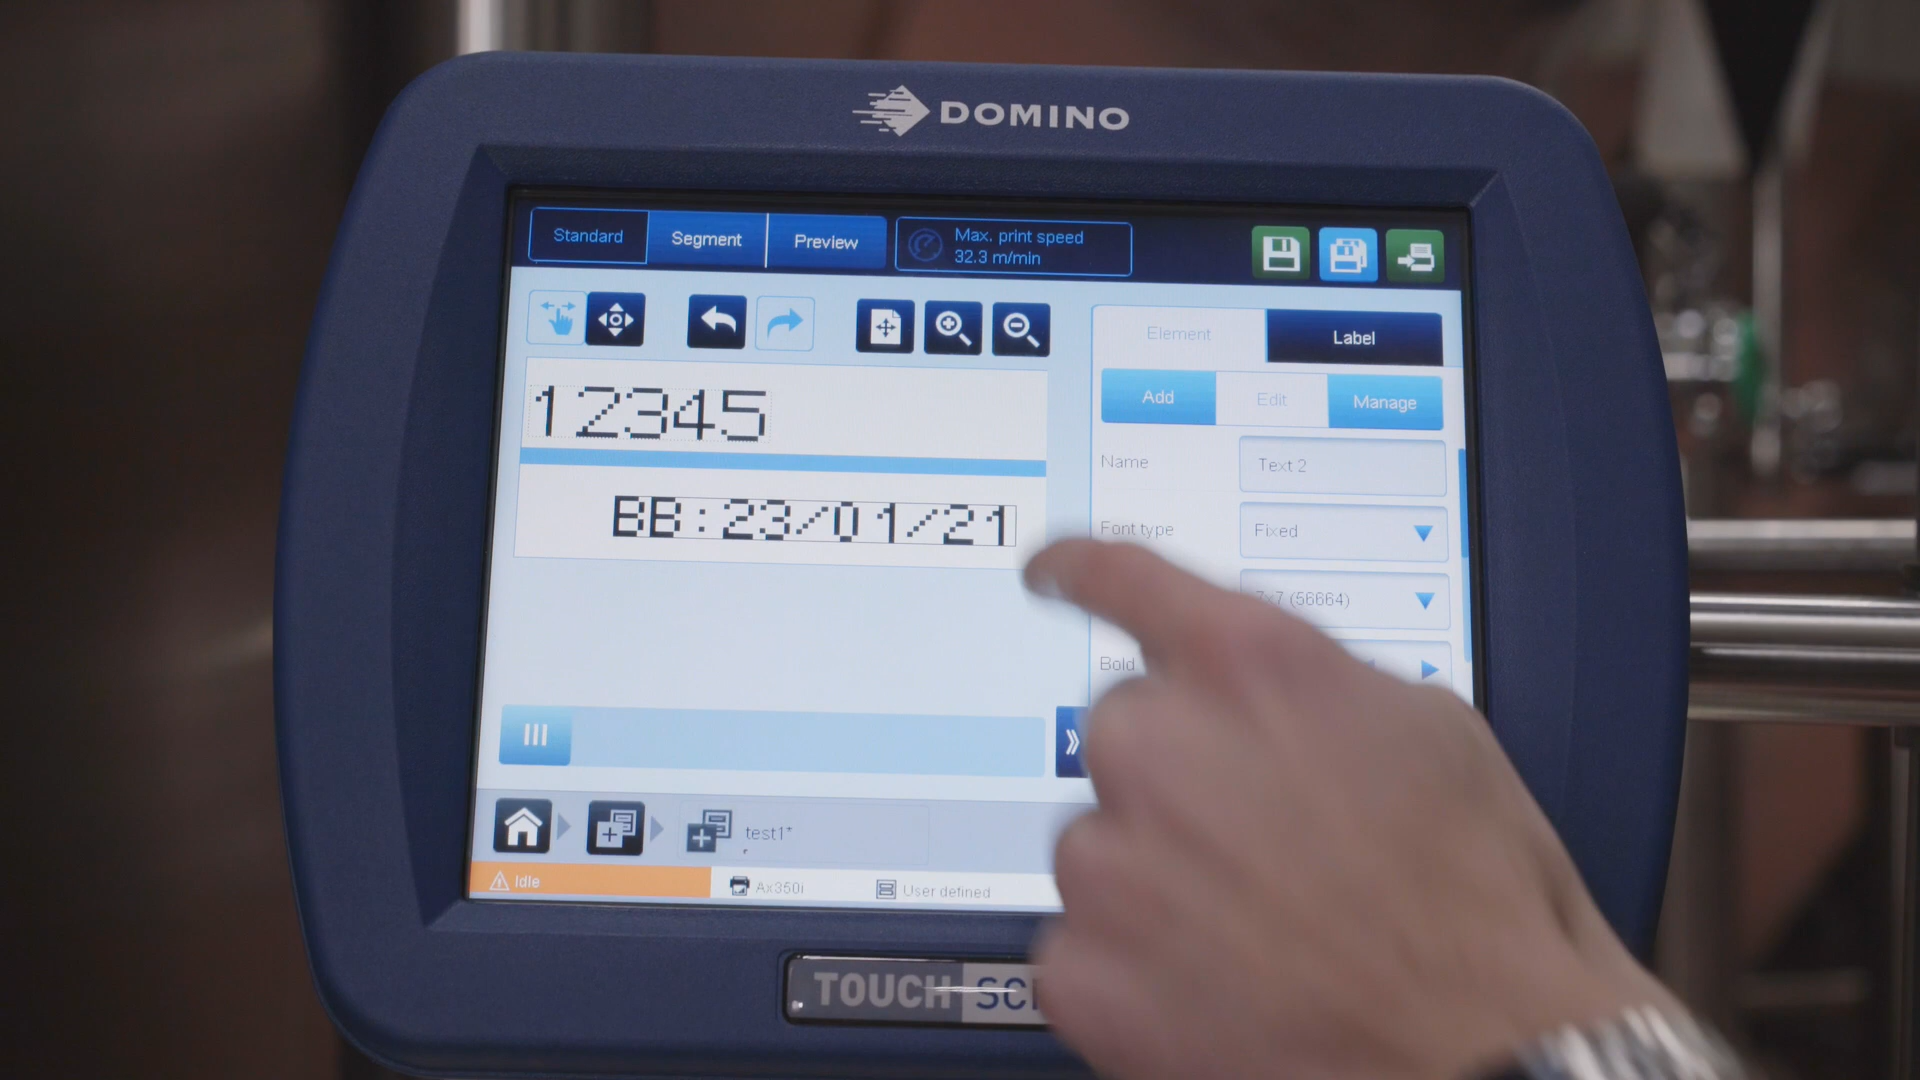 DOMINO
Standard
Segment
Preview
Max. print speed
32.3 m/min
Element
Label
Add
Edit
Manage
12345
BB:23/01/21
Name
Text 2
Font type
Fixed
7x7 (56664)
Bold
test1*
Idle
Ax350i
User defined
TOUCH